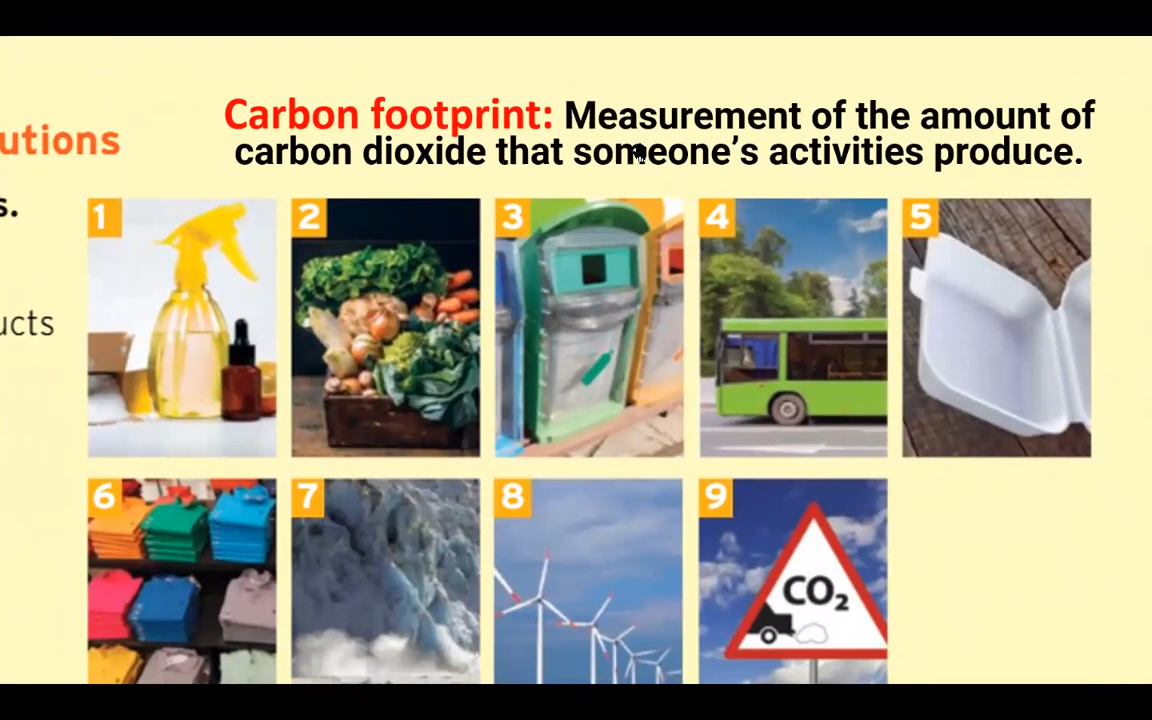 Carbon footprint: Measurement of the amount of
utions
carbon dioxide that someone's activities produce.
s.
1
2
3
4
5
ucts
6
7
8
9
CO₂